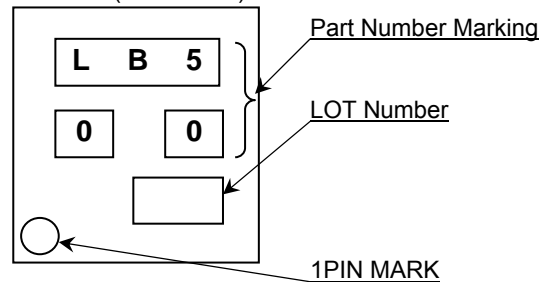 Part Number Marking
L B 5
0 0
LOT Number
1PIN MARK